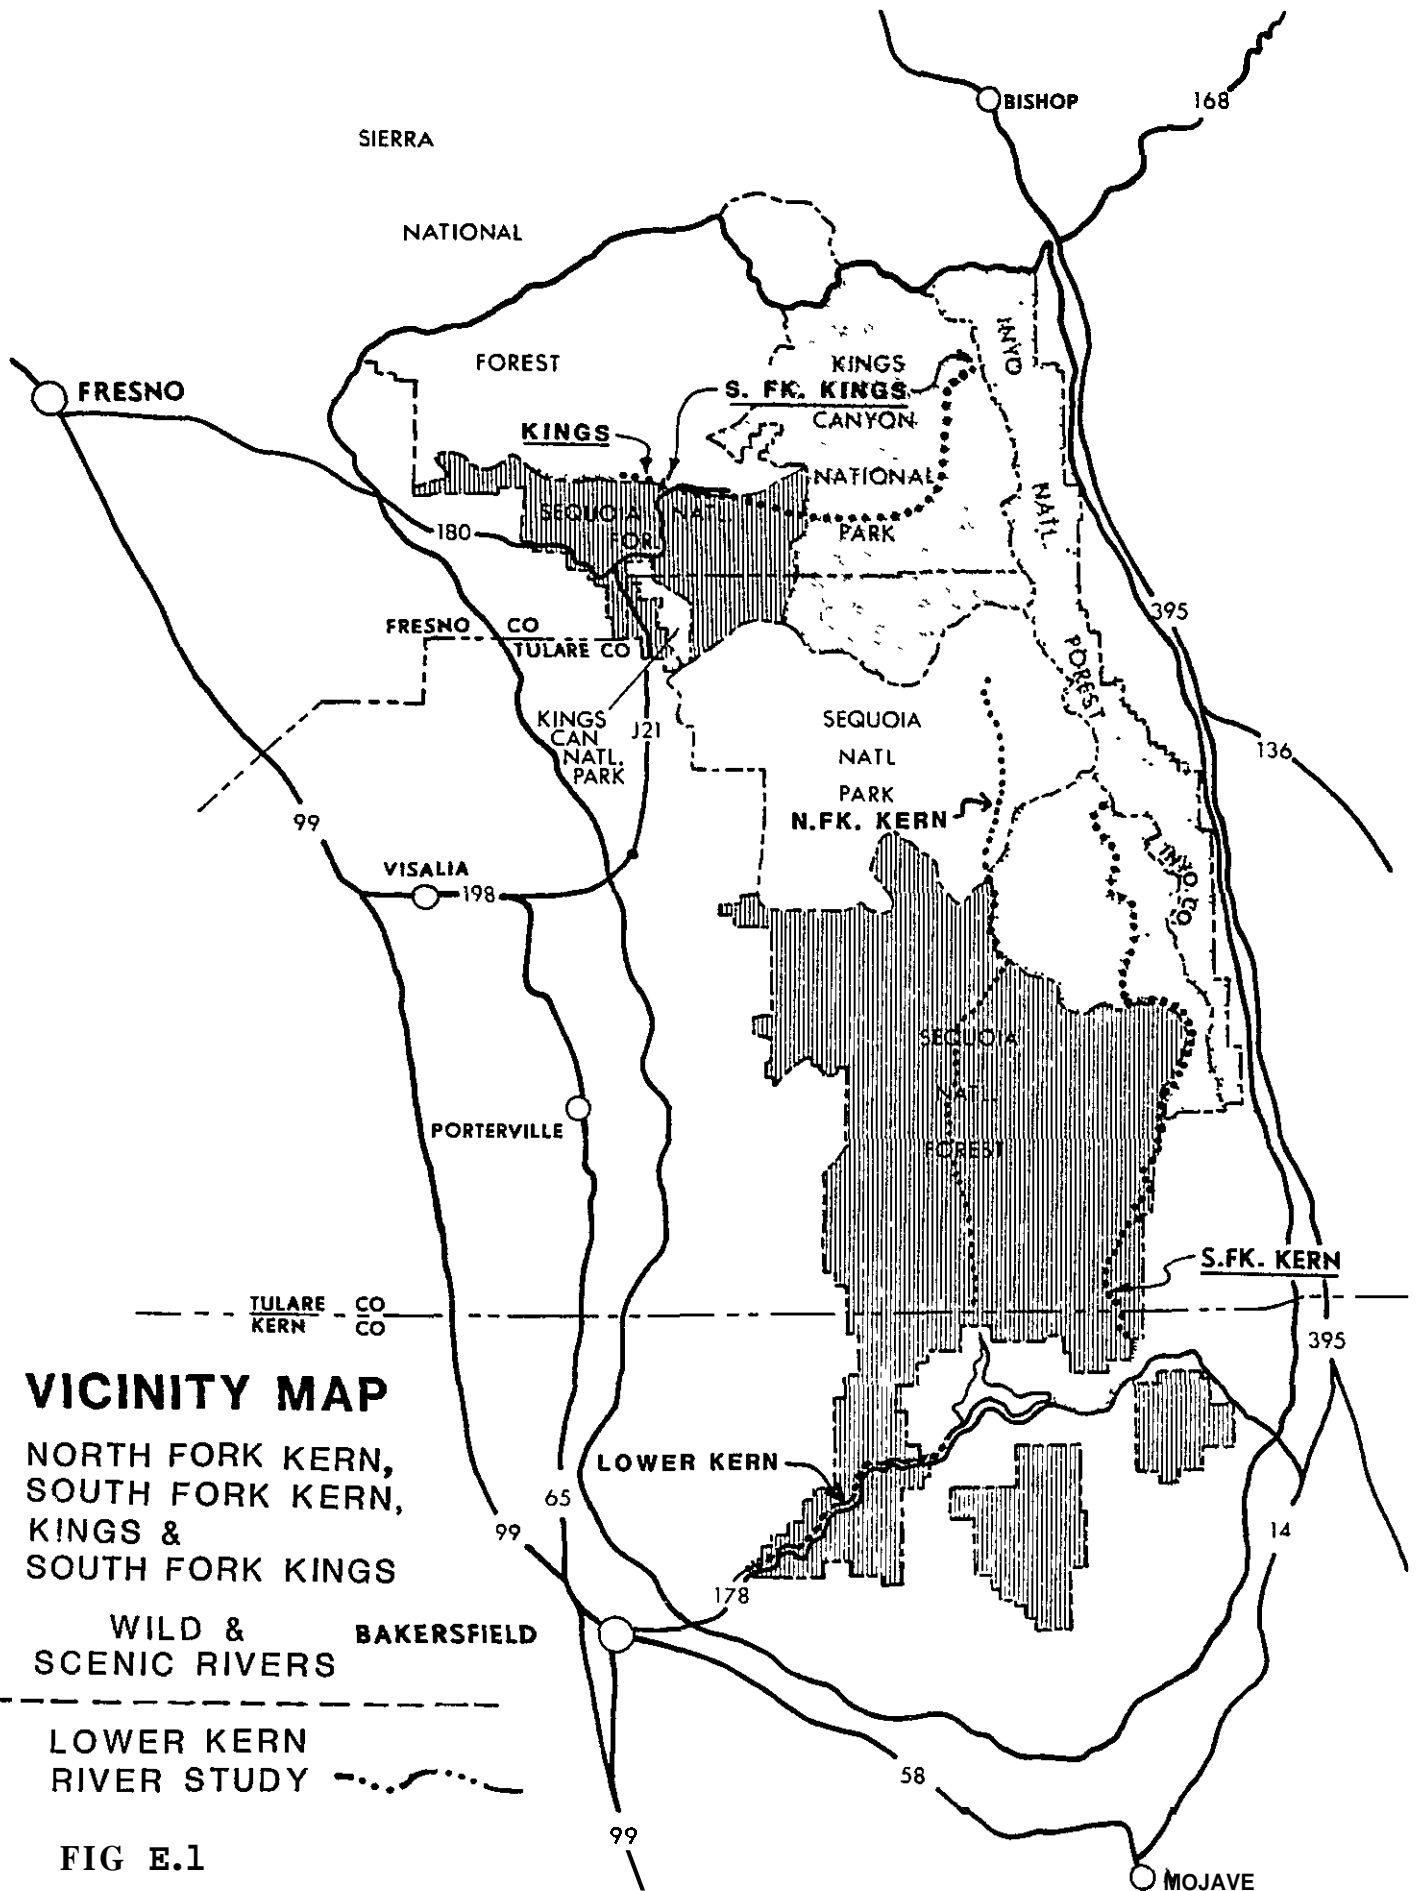 BISHOP
168
SIERRA
NATIONAL
FOREST
INYO
NATL.
FOREST
KINGS
CANYON
NATIONAL
PARK
S. FK. KINGS
FRESNO
KINGS
SEQUOIA NATL.
FOR.
180
395
FRESNO CO
TULARE CO
KINGS
CAN
NATL.
PARK
J21
SEQUOIA
NATL
PARK
136
N.FK. KERN
99
VISALIA
198
INYO
CO
SEQUOIA
NATL.
FOREST
PORTERVILLE
S.FK. KERN
TULARE CO
KERN CO
395
VICINITY MAP
NORTH FORK KERN,
SOUTH FORK KERN,
KINGS &
SOUTH FORK KINGS
WILD &
SCENIC RIVERS
LOWER KERN
65
99
14
178
BAKERSFIELD
LOWER KERN
RIVER STUDY
58
99
FIG E.1
MOJAVE